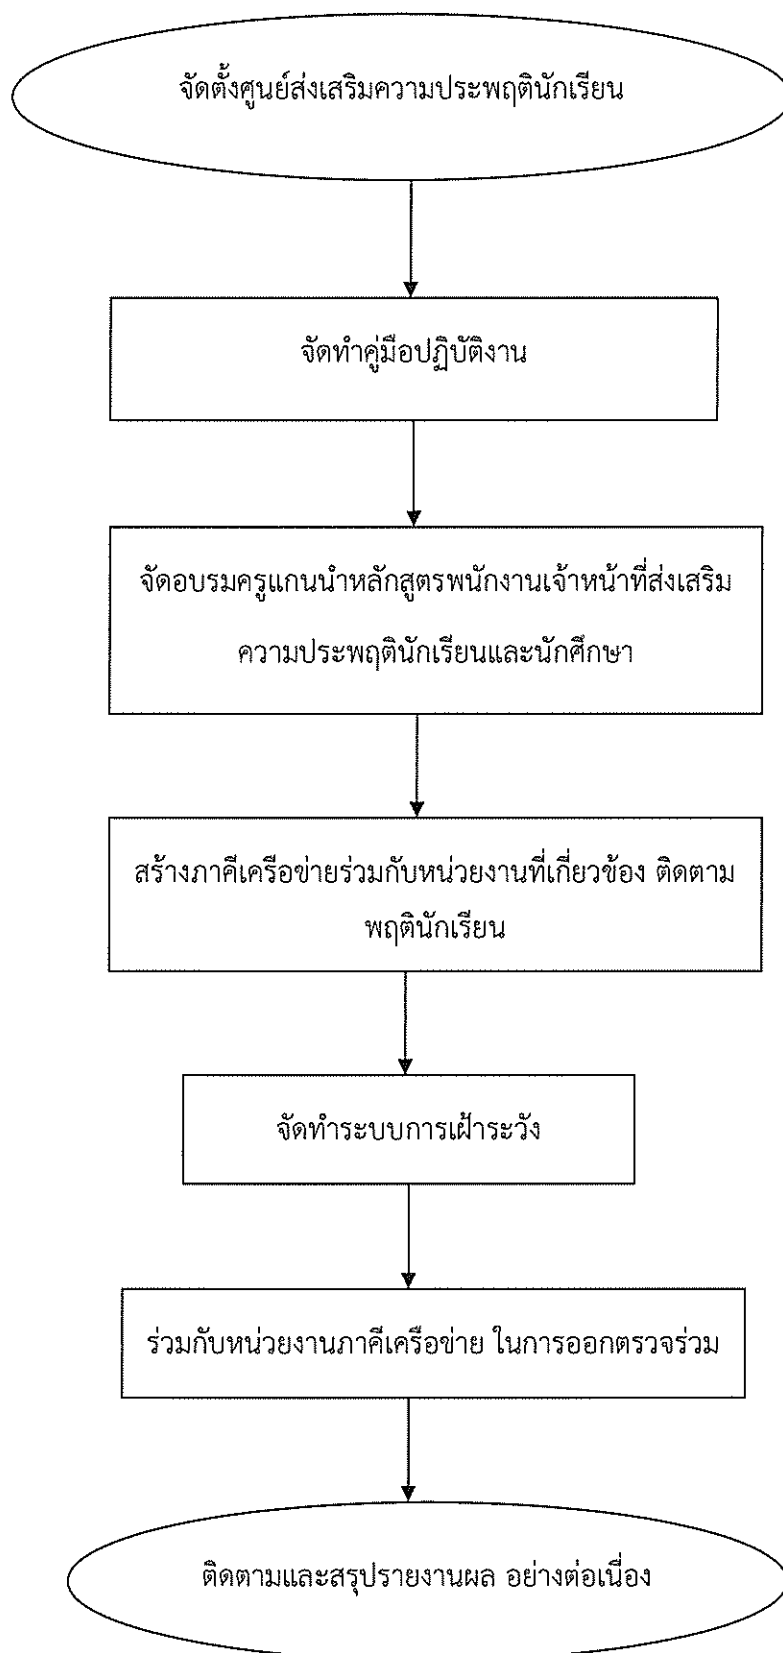 จัดตั้งศูนย์ส่งเสริมความประพฤตินักเรียน
จัดทำคู่มือปฏิบัติงาน
จัดอบรมครูแกนนำหลักสูตรพนักงานเจ้าหน้าที่ส่งเสริม
ความประพฤตินักเรียนและนักศึกษา
สร้างภาคีเครือข่ายร่วมกับหน่วยงานที่เกี่ยวข้อง ติดตาม
พฤตินักเรียน
จัดทำระบบการเฝ้าระวัง
ร่วมกับหน่วยงานภาคีเครือข่าย ในการออกตรวจร่วม
ติดตามและสรุปรายงานผล อย่างต่อเนื่อง